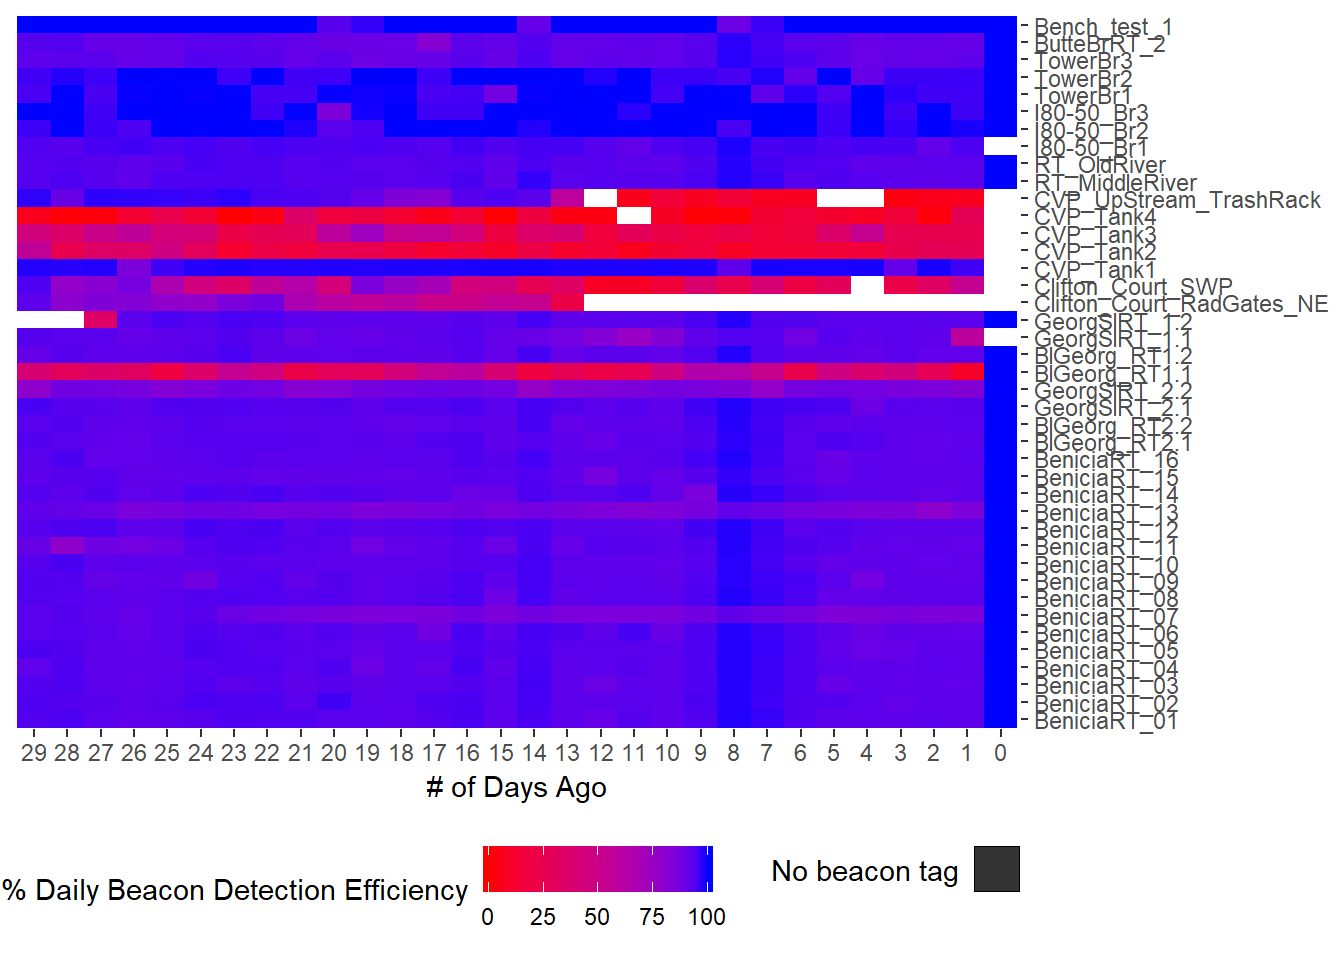 Bench_test_1
ButteBrRT_2
TowerBr3
TowerBr2
TowerBr1
I80-50_Br3
I80-50_Br2
I80-50_Br1
RT_OldRiver
RT_MiddleRiver
CVP_UpStream_TrashRack
CVP_Tank4
CVP_Tank3
CVP_Tank2
CVP_Tank1
Clifton_Court_SWP
Clifton_Court_RadGates_NE
GeorgSlRT_1.2
GeorgSlRT_1.1
BlGeorg_RT1.2
BlGeorg_RT1.1
GeorgSlRT_2.2
GeorgSlRT_2.1
BlGeorg_RT2.2
BlGeorg_RT2.1
BeniciaRT_16
BeniciaRT_15
BeniciaRT_14
BeniciaRT_13
BeniciaRT_12
BeniciaRT_11
BeniciaRT_10
BeniciaRT_09
BeniciaRT_08
BeniciaRT_07
BeniciaRT_06
BeniciaRT_05
BeniciaRT_04
BeniciaRT_03
BeniciaRT_02
BeniciaRT_01
29 28 27 26 25 24 23 22 21 20 19 18 17 16 15 14 13 12 11 10 9 8 7 6 5 4 3 2 1 0
# of Days Ago
% Daily Beacon Detection Efficiency
0 25 50 75 100
No beacon tag